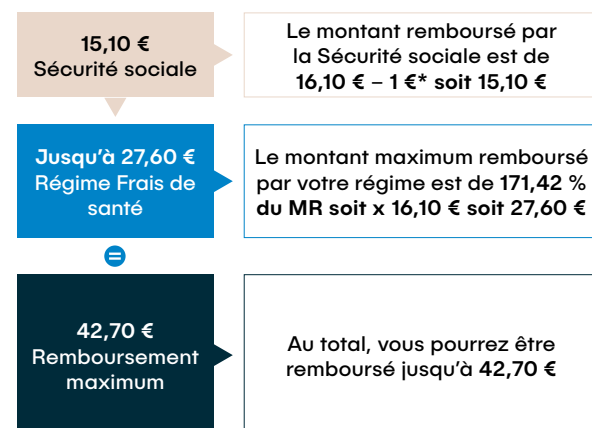 15,10 €
Sécurité sociale
Le montant remboursé par
la Sécurité sociale est de
16,10 € – 1 €* soit 15,10 €
Jusqu'à 27,60 €
Régime Frais de
santé
Le montant maximum remboursé
par votre régime est de 171,42 %
du MR soit x 16,10 € soit 27,60 €
=
42,70 €
Remboursement
maximum
Au total, vous pourrez être
remboursé jusqu'à 42,70 €